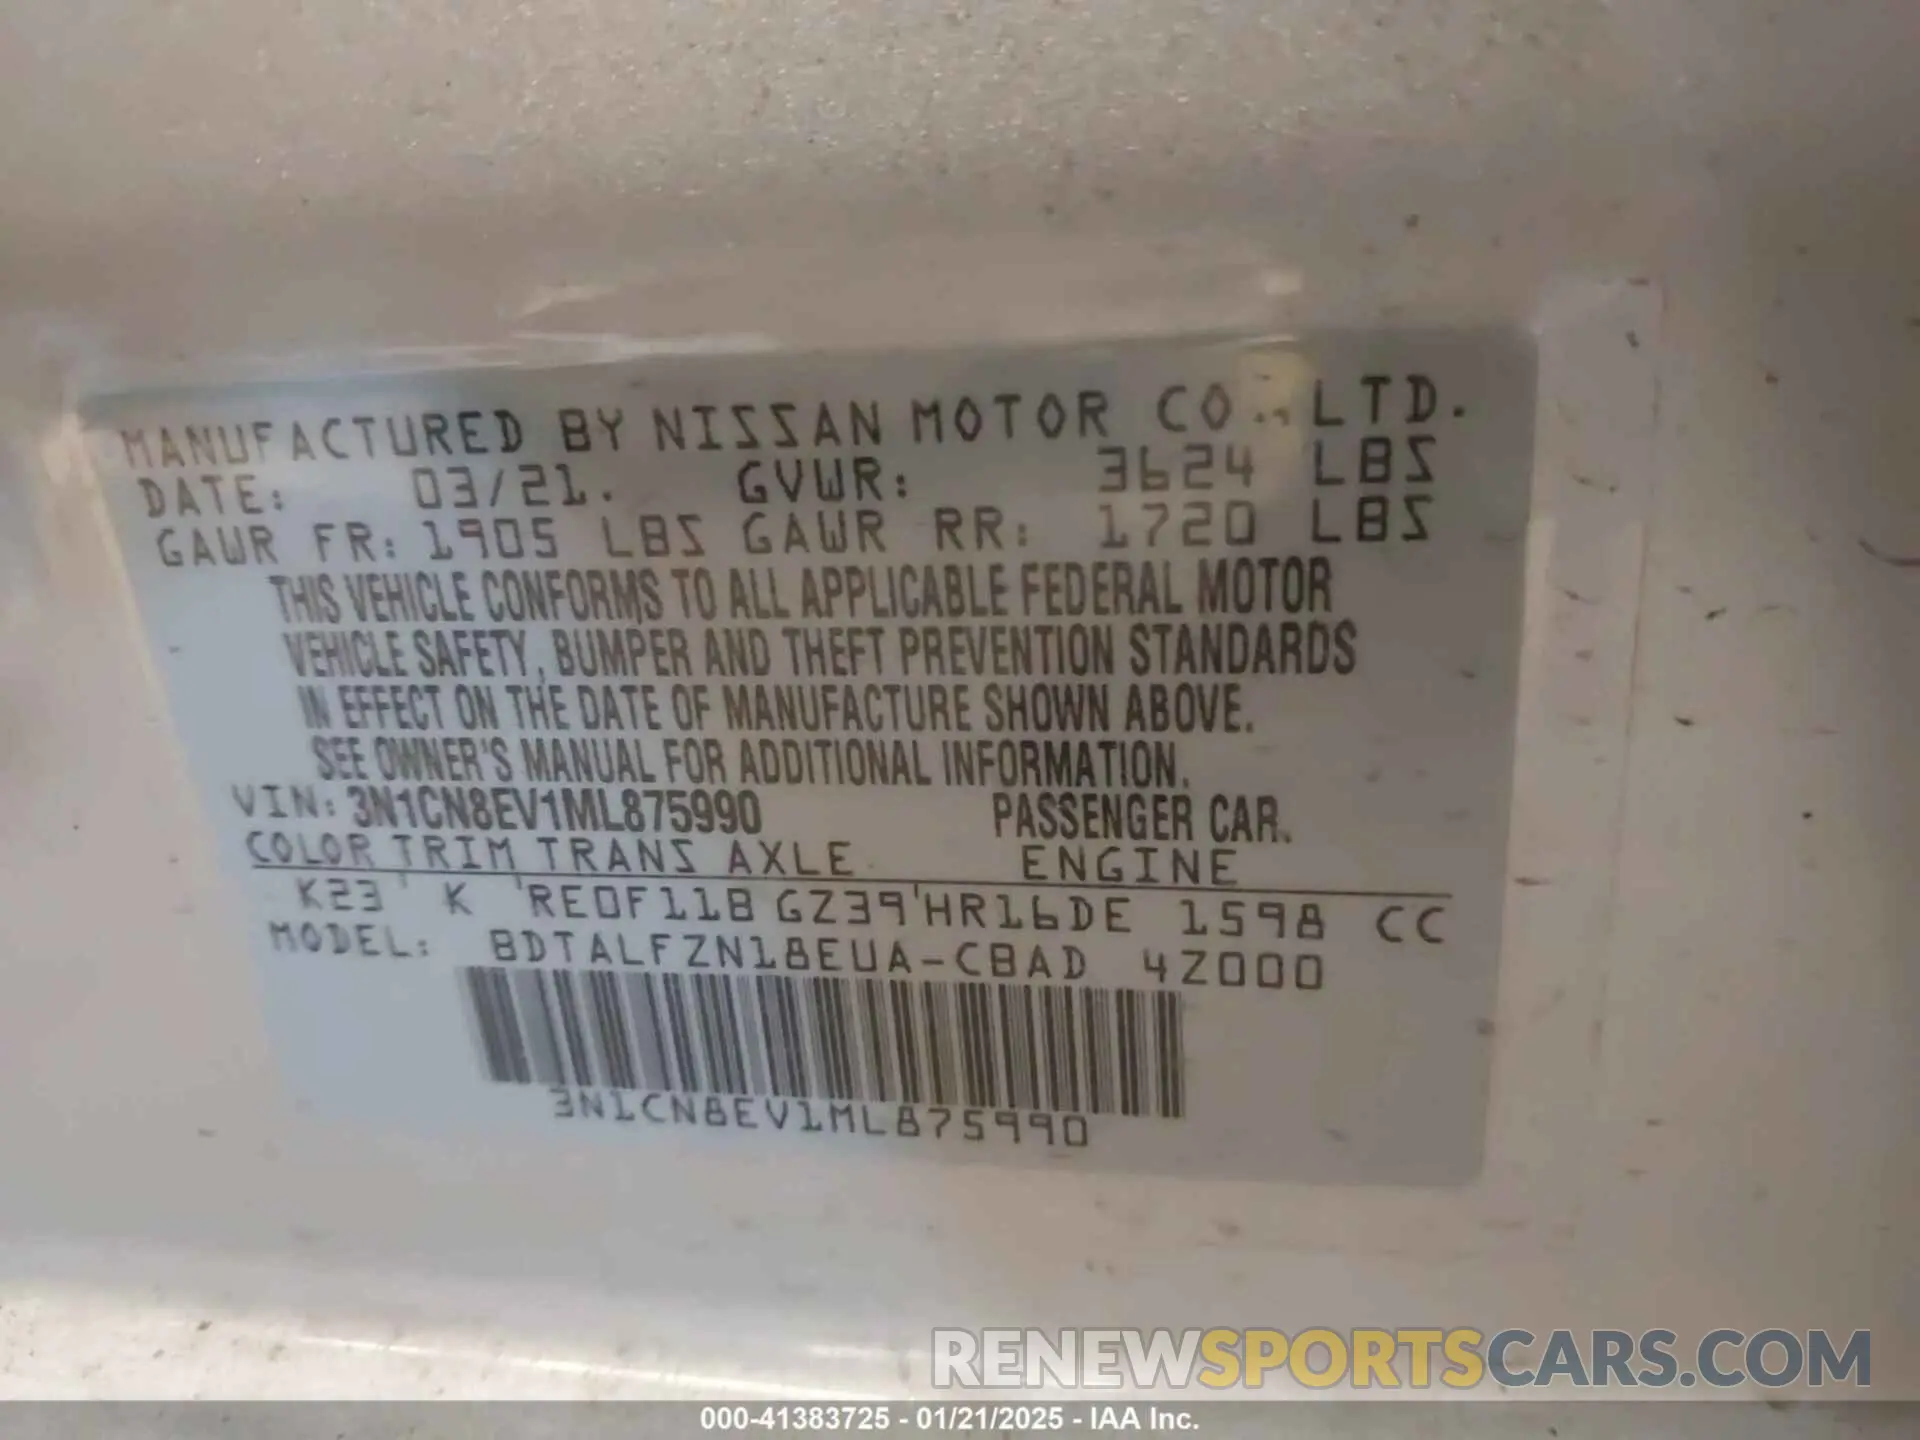 MANUFACTURED BY NISSAN MOTOR CO., LTD.
DATE: 03/21. GVWR: 3624 LBS
GAWR FR: 1905 LBS GAWR RR: 1720 LBS
THIS VEHICLE CONFORMS TO ALL APPLICABLE FEDERAL MOTOR
VEHICLE SAFETY, BUMPER AND THEFT PREVENTION STANDARDS
IN EFFECT ON THE DATE OF MANUFACTURE SHOWN ABOVE.
SEE OWNER'S MANUAL FOR ADDITIONAL INFORMATION.
VIN: 3N1CN8EV1ML875990 PASSENGER CAR.
COLOR TRIM TRANS AXLE ENGINE
K23 ' K 'RE0F11B GZ39'HR16DE 1598 CC
MODEL: BDTALFZN18EUA-CBAD 4Z000
3N1CN8EV1ML875990
RENEWSPORTSCARS.COM
000-41383725 - 01/21/2025 - IAA Inc.